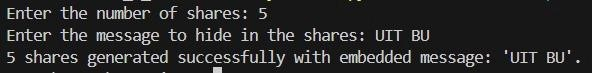 Enter the number of shares: 5
Enter the message to hide in the shares: UIT BU
5 shares generated successfully with embedded message: 'UIT BU'.